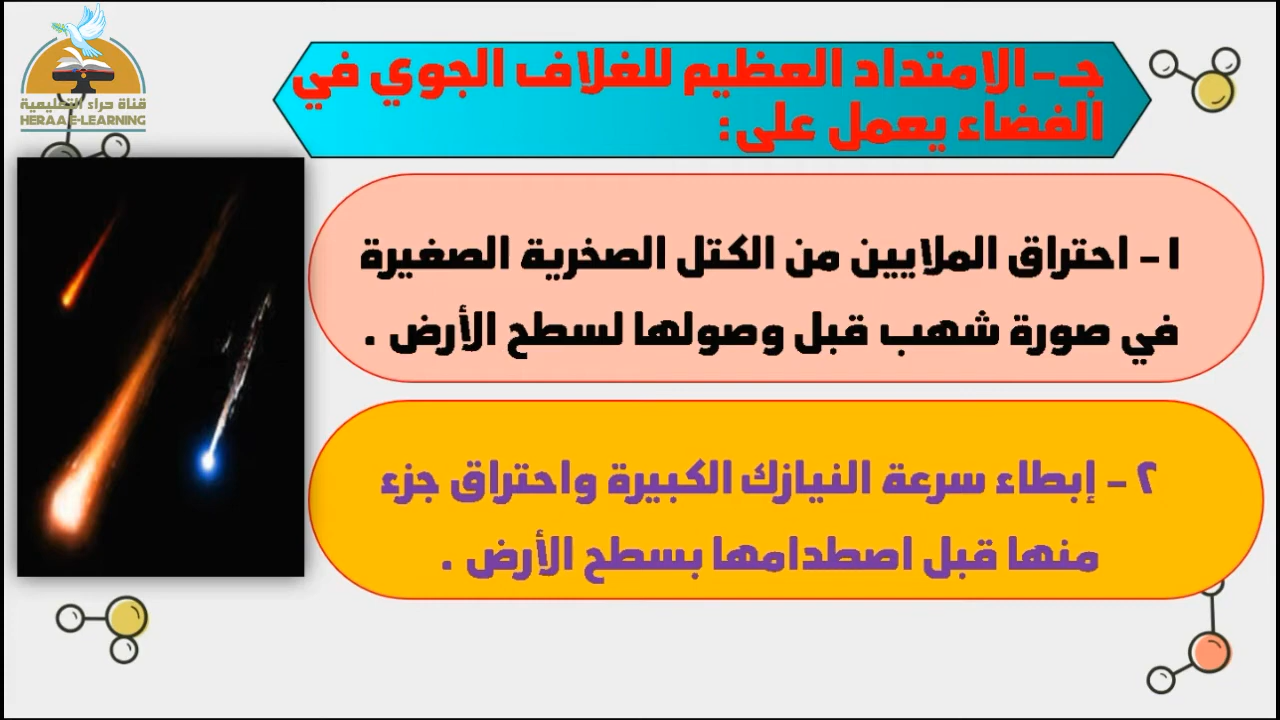 قناة حراء التعليمية
HERAA E-LEARNING
جـ-الامتداد العظيم للغلاف الجوي في
الفضاء يعمل على:
١- احتراق الملايين من الكتل الصخرية الصغيرة
في صورة شهب قبل وصولها لسطح الأرض .
٢- إبطاء سرعة النيازك الكبيرة واحتراق جزء
منها قبل اصطدامها بسطح الأرض .